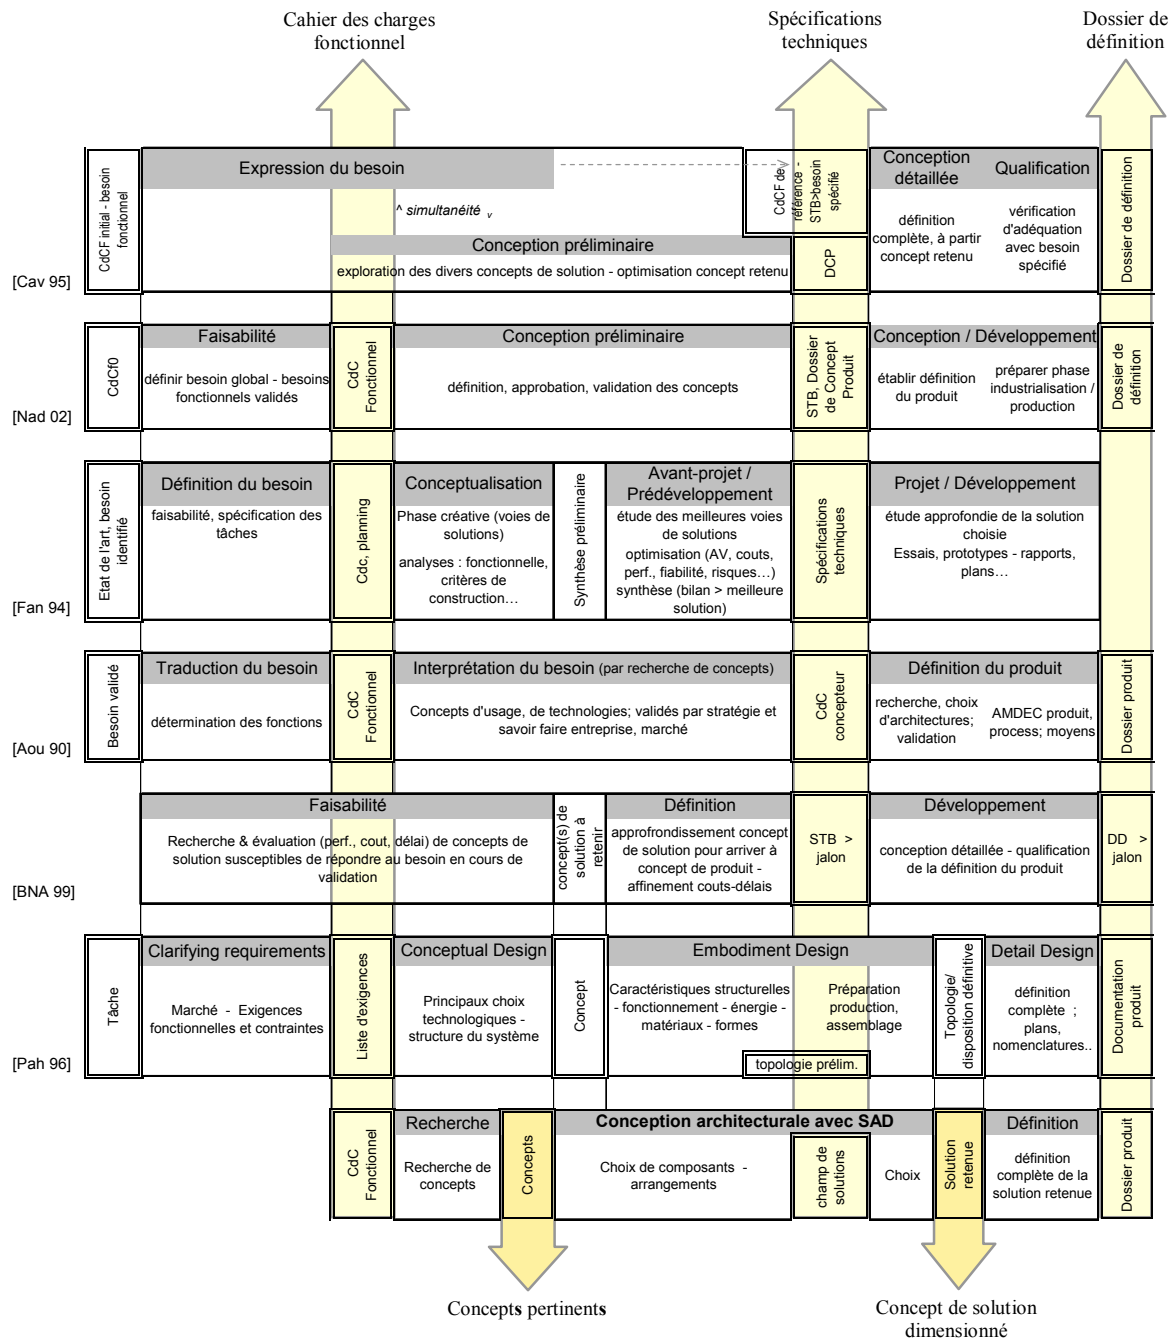 Cahier des charges
fonctionnel
Spécifications
techniques
Dossier de
définition
[Cav 95]
CdCF initial - besoin
fonctionnel
Expression du besoin
^ simultanéité v
Conception préliminaire
exploration des divers concepts de solution - optimisation concept retenu
CdCF de
référence -
STB>besoin
spécifié
DCP
Conception
détaillée
Qualification
définition
complète, à partir
concept retenu
vérification
d'adéquation
avec besoin
spécifié
Dossier de définition
[Nad 02]
CdCf0
Faisabilité
définir besoin global - besoins
fonctionnels validés
CdC
Fonctionnel
Conception préliminaire
définition, approbation, validation des concepts
STB, Dossier
de Concept
Produit
Conception / Développement
établir définition
du produit
préparer phase
industrialisation /
production
Dossier de
définition
[Fan 94]
Etat de l'art, besoin
identifié
Définition du besoin
faisabilité, spécification des
tâches
Cdc, planning
Conceptualisation
Phase créative (voies de
solutions)
analyses : fonctionnelle,
critères de
construction…
Synthèse préliminaire
Avant-projet /
Prédéveloppement
étude des meilleures voies
de solutions
optimisation (AV, couts,
perf., fiabilité, risques…)
synthèse (bilan > meilleure
solution)
Spécifications
techniques
Projet / Développement
étude approfondie de la solution
choisie
Essais, prototypes - rapports,
plans…
[Aou 90]
Besoin validé
Traduction du besoin
détermination des fonctions
CdC
Fonctionnel
Interprétation du besoin (par recherche de concepts)
Concepts d'usage, de technologies; validés par stratégie et
savoir faire entreprise, marché
CdC
concepteur
Définition du produit
recherche, choix
d'architectures;
validation
AMDEC produit,
process; moyens
Dossier produit
[BNA 99]
Faisabilité
Recherche & évaluation (perf., cout, délai) de concepts de
solution susceptibles de répondre au besoin en cours de
validation
concept(s) de
solution à
retenir
Définition
approfrondissement concept
de solution pour arriver à
concept de produit -
affinement couts-délais
STB >
jalon
Développement
conception détaillée - qualification
de la définition du produit
DD >
jalon
[Pah 96]
Tâche
Clarifying requirements
Marché - Exigences
fonctionnelles et contraintes
Liste d'exigences
Conceptual Design
Principaux choix
technologiques -
structure du système
Concept
Embodiment Design
Caractéristiques structurelles
- fonctionnement - énergie -
matériaux - formes
Préparation
production,
assemblage
topologie prélim.
Topologie/
disposition définitive
Detail Design
définition
complète ;
plans,
nomenclatures..
Documentation
produit
CdC
Fonctionnel
Recherche
Recherche de
concepts
Concepts
Conception architecturale avec SAD
Choix de composants -
arrangements
champ de
solutions
Choix
Solution
retenue
Définition
définition
complète de la
solution retenue
Dossier produit
Concepts pertinents
Concept de solution
dimensionné